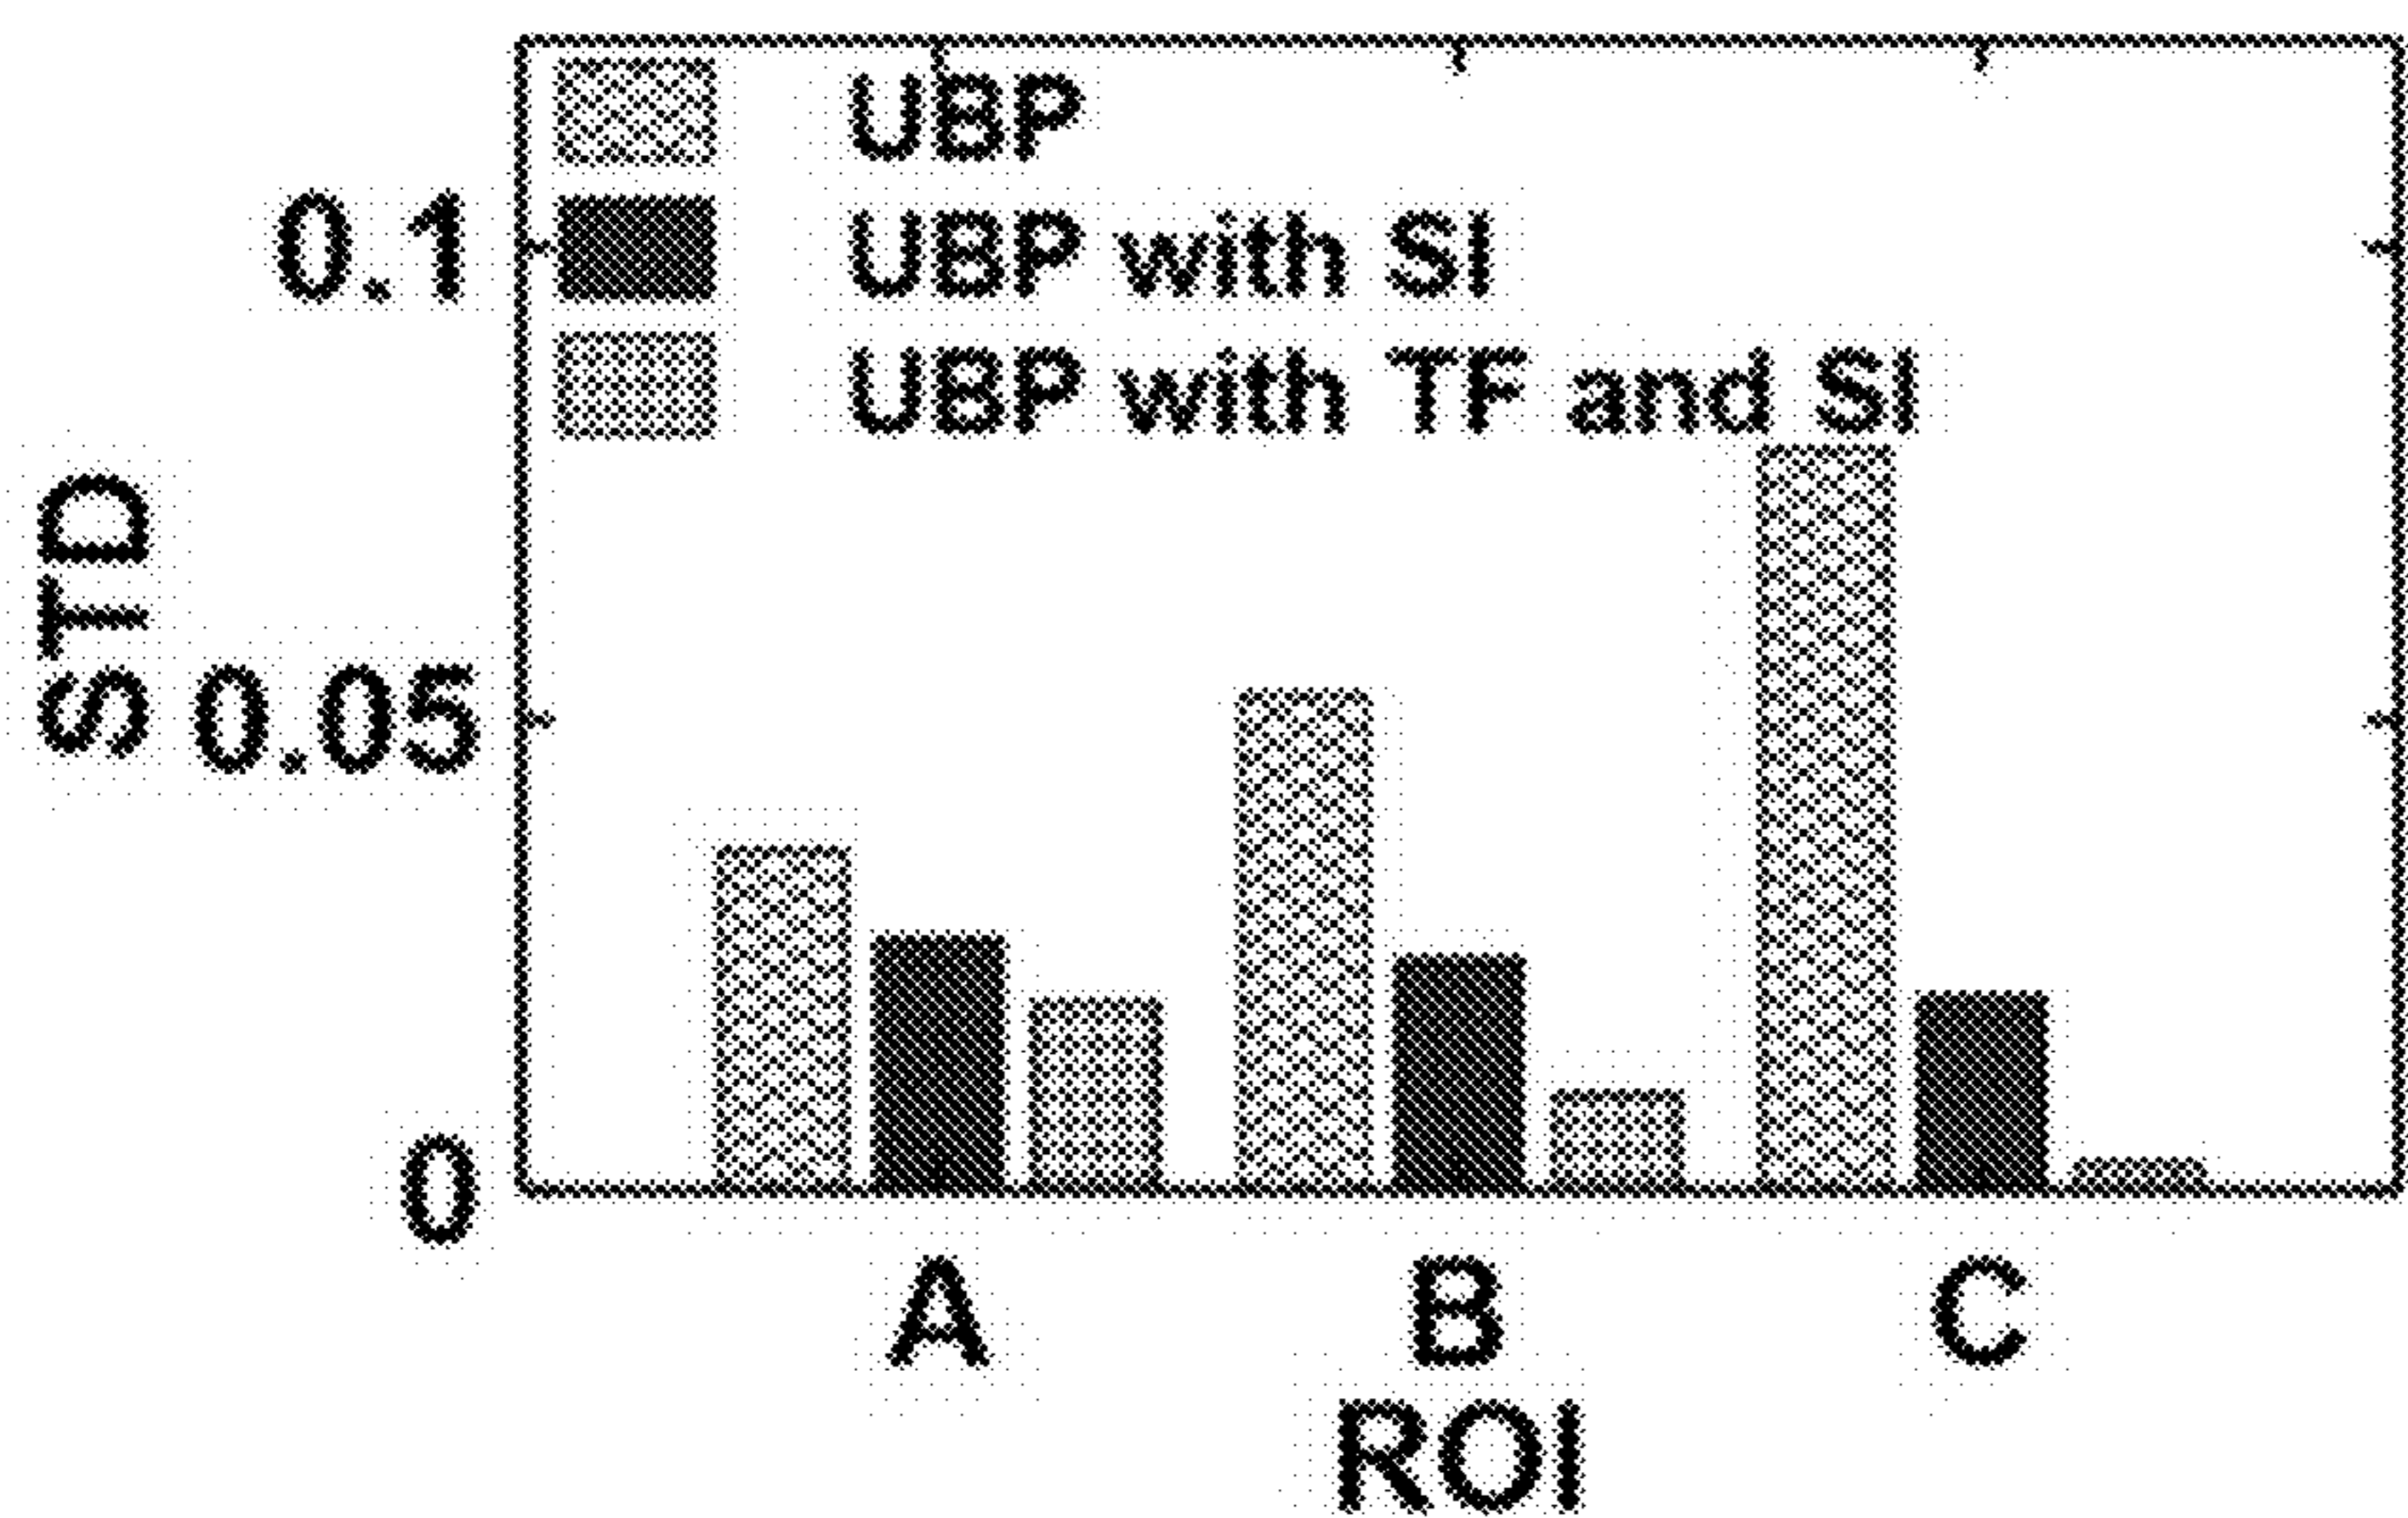 UBP
UBP with SI
UBP with TF and SI
0.1
0.05
0
STD
A B C
ROI